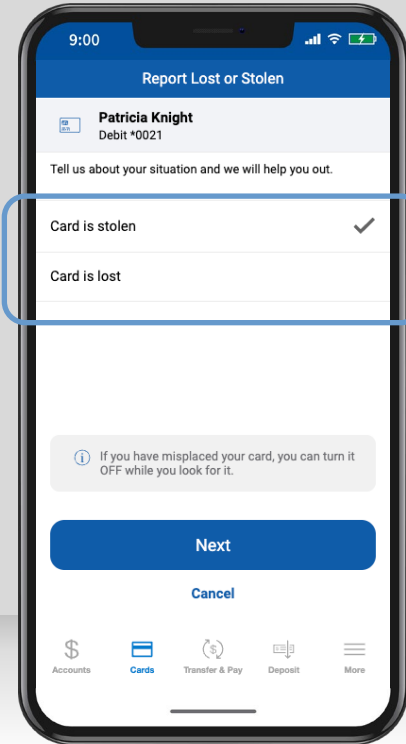 9:00
Report Lost or Stolen
Patricia Knight
Debit *0021
Tell us about your situation and we will help you out.
Card is stolen
Card is lost
If you have misplaced your card, you can turn it
OFF while you look for it.
Next
Cancel
Accounts Cards Transfer & Pay Deposit More